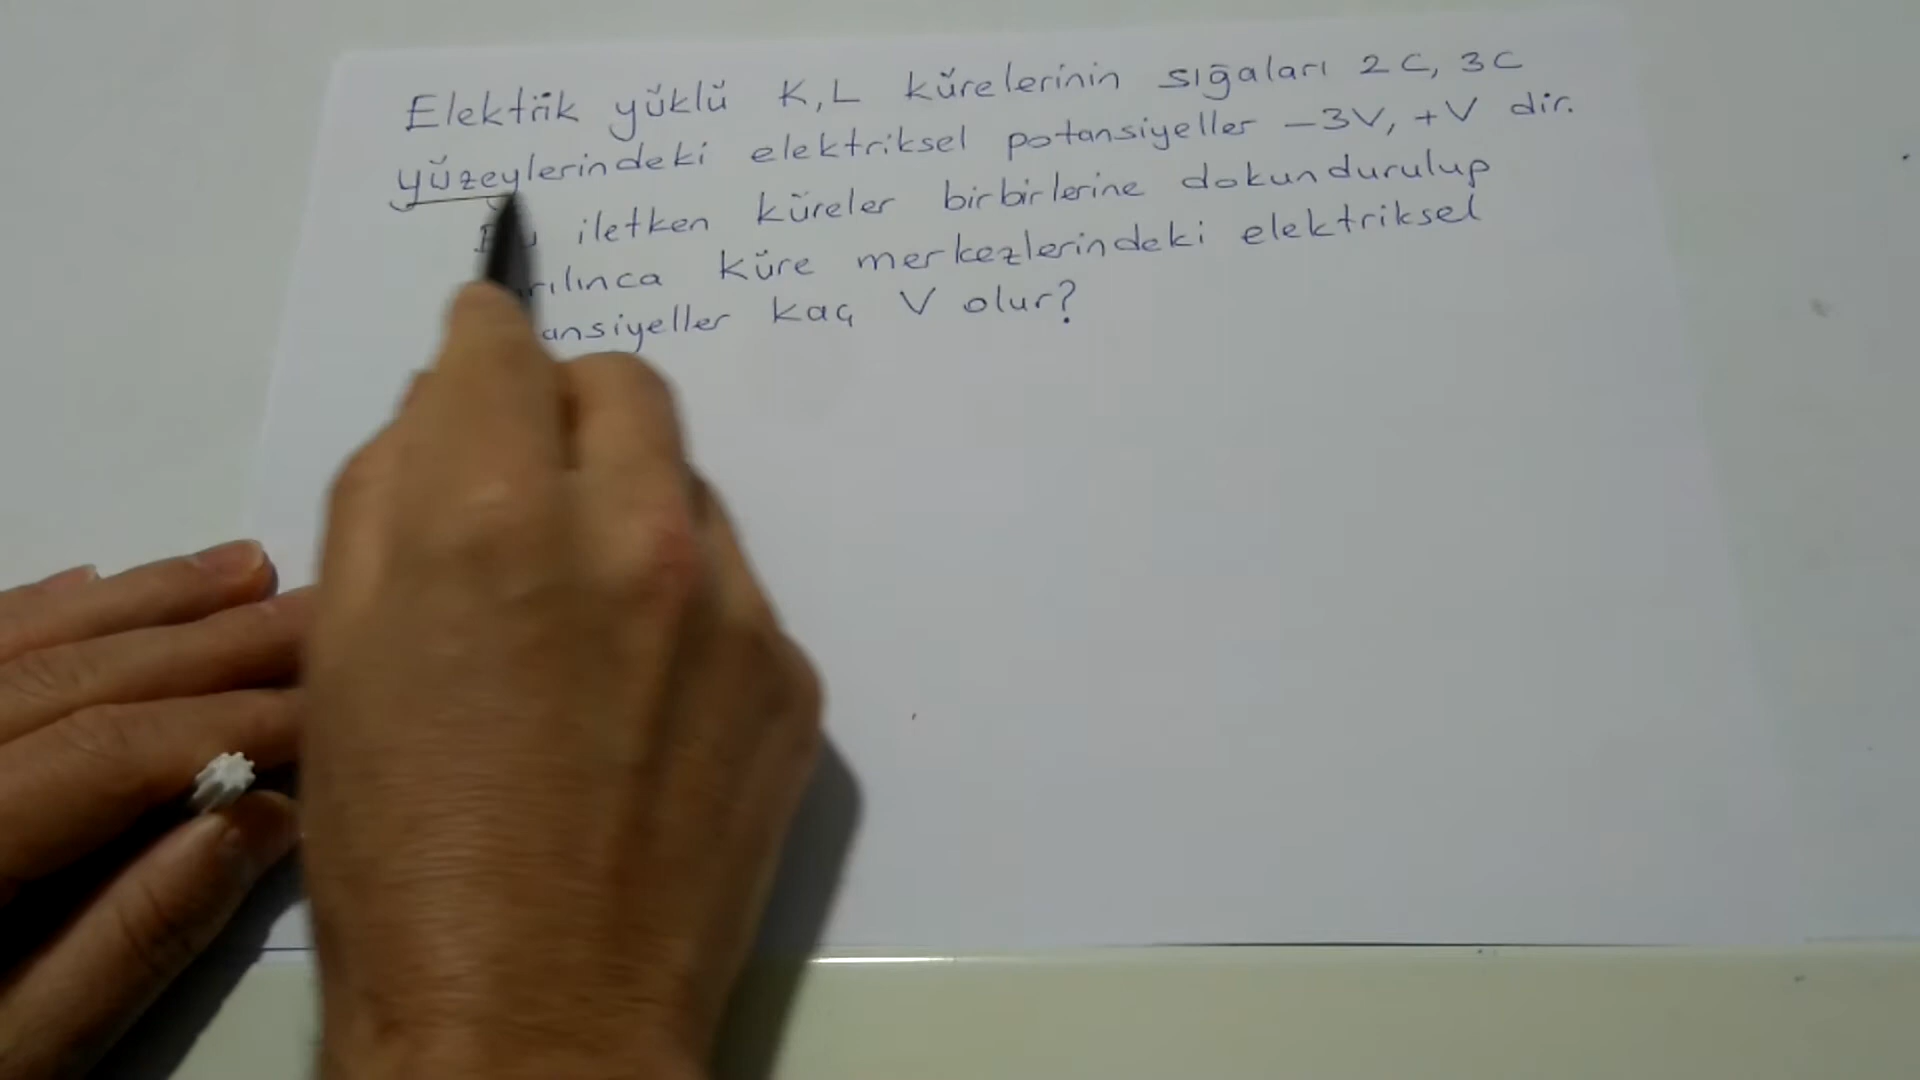 Elektrik yüklü K, L kürelerinin sığaları 2C, 3C
yüzeylerindeki elektriksel potansiyeller -3V, +V dir.
iletken küreler birbirlerine dokundurulup
küre merkezlerindeki elektriksel
kaç V olur?